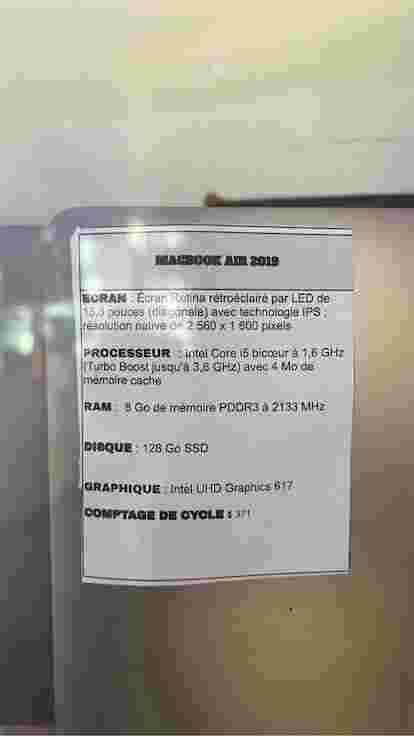 MACBOOK AIR 2019
ECRAN : Écran Retina rétroéclairé par LED de
13,3 pouces (diagonale) avec technologie IPS ;
résolution native de 2 560 x 1 600 pixels
PROCESSEUR : Intel Core i5 bicœur à 1,6 GHz
(Turbo Boost jusqu'à 3,6 GHz) avec 4 Mo de
mémoire cache
RAM : 8 Go de mémoire PDDR3 à 2133 MHz
DISQUE : 128 Go SSD
GRAPHIQUE : Intel UHD Graphics 617
COMPTAGE DE CYCLE : 371